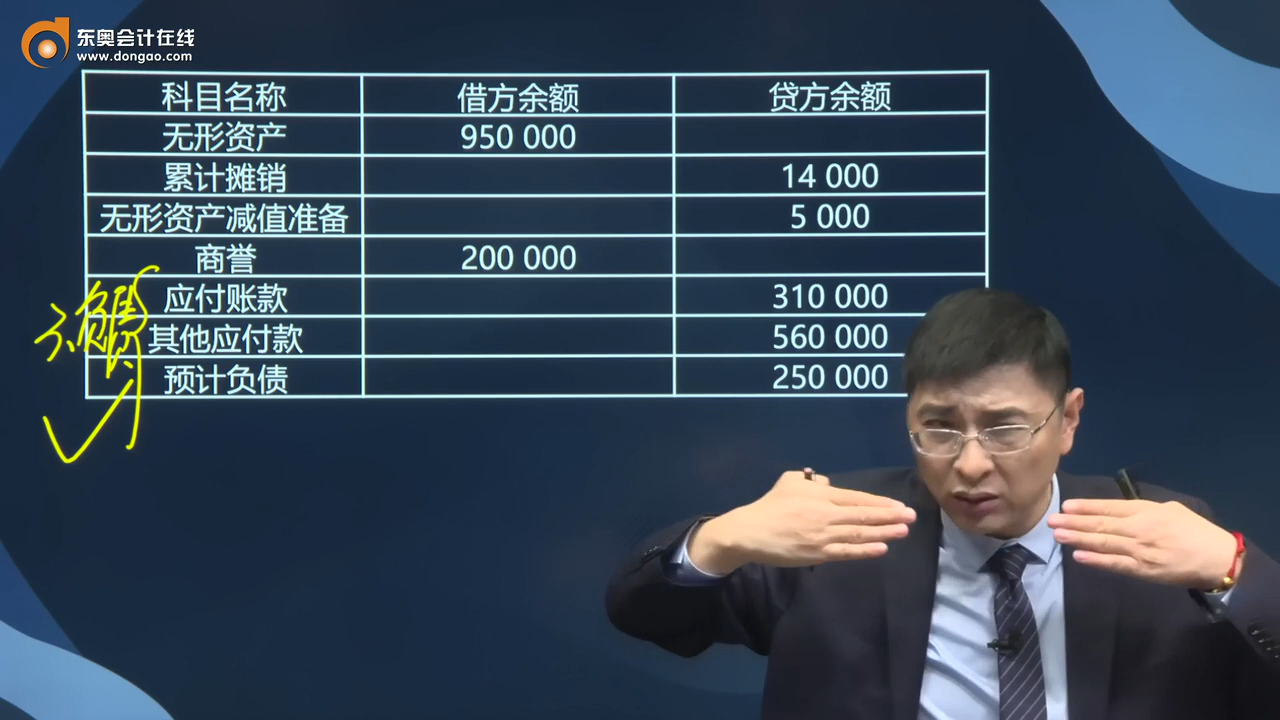 东奥会计在线
www.dongao.com
科目名称 借方余额 贷方余额
无形资产 950 000
累计摊销 14 000
无形资产减值准备 5 000
商誉 200 000
应付账款 310 000
其他应付款 560 000
预计负债 250 000